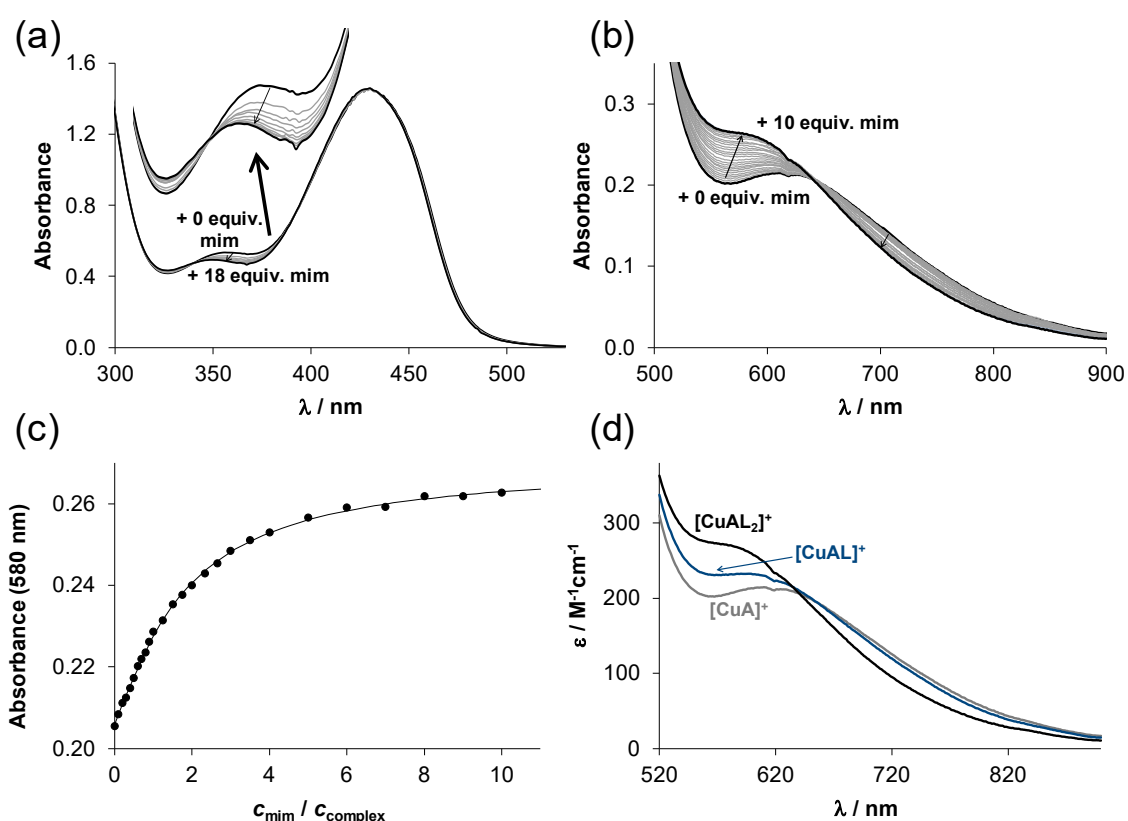 (a)
1.6
1.2
0.8
0.4
0.0
Absorbance
+ 0 equiv.
mim
+ 18 equiv. mim
300 350 400 450 500
λ / nm
(b)
0.3
0.2
0.1
0.0
Absorbance
+ 10 equiv. mim
+ 0 equiv. mim
500 600 700 800 900
λ / nm
(c)
0.26
0.24
0.22
0.20
Absorbance (580 nm)
0 2 4 6 8 10
c_mim / c_complex
(d)
300
200
100
0
ε / M⁻¹cm⁻¹
[CuAL₂]⁺
[CuAL]⁺
[CuA]⁺
520 620 720 820
λ / nm